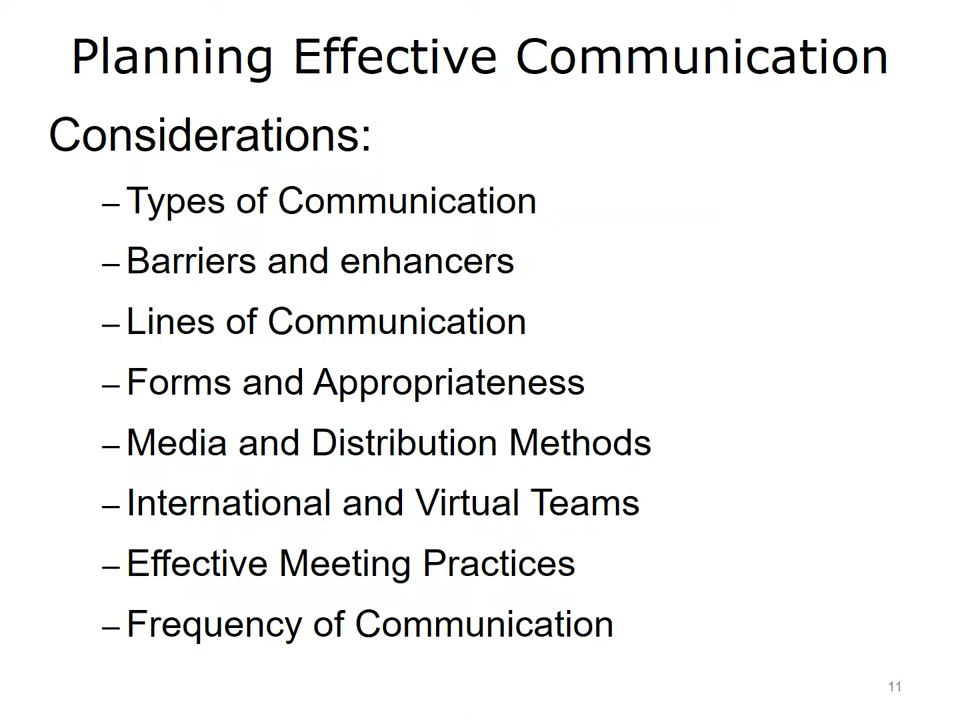 Planning Effective Communication
Considerations:
– Types of Communication
– Barriers and enhancers
– Lines of Communication
– Forms and Appropriateness
– Media and Distribution Methods
– International and Virtual Teams
– Effective Meeting Practices
– Frequency of Communication
11